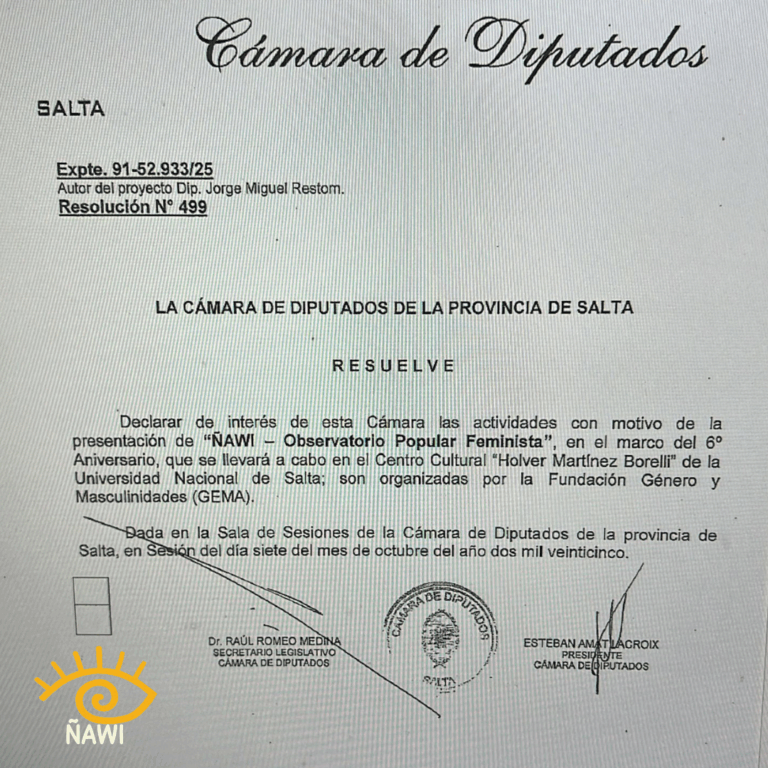 Cámara de Diputados
SALTA
Expte. 91-52.933/25
Autor del proyecto Dip. Jorge Miguel Restom.
Resolución N° 499
LA CÁMARA DE DIPUTADOS DE LA PROVINCIA DE SALTA
RESUELVE
Declarar de interés de esta Cámara las actividades con motivo de la
presentación de "ÑAWI – Observatorio Popular Feminista", en el marco del 6º
Aniversario, que se llevará a cabo en el Centro Cultural "Holver Martínez Borelli" de la
Universidad Nacional de Salta; son organizadas por la Fundación Género y
Masculinidades (GEMA).
Dada en la Sala de Sesiones de la Cámara de Diputados de la provincia de
Salta, en Sesión del día siete del mes de octubre del año dos mil veinticinco.
Dr. RAÚL ROMEO MEDINA
SECRETARIO LEGISLATIVO
CÁMARA DE DIPUTADOS
CÁMARA DE DIPUTADOS
SALTA
ESTEBAN AMAT LACROIX
PRESIDENTE
CÁMARA DE DIPUTADOS
ÑAWI